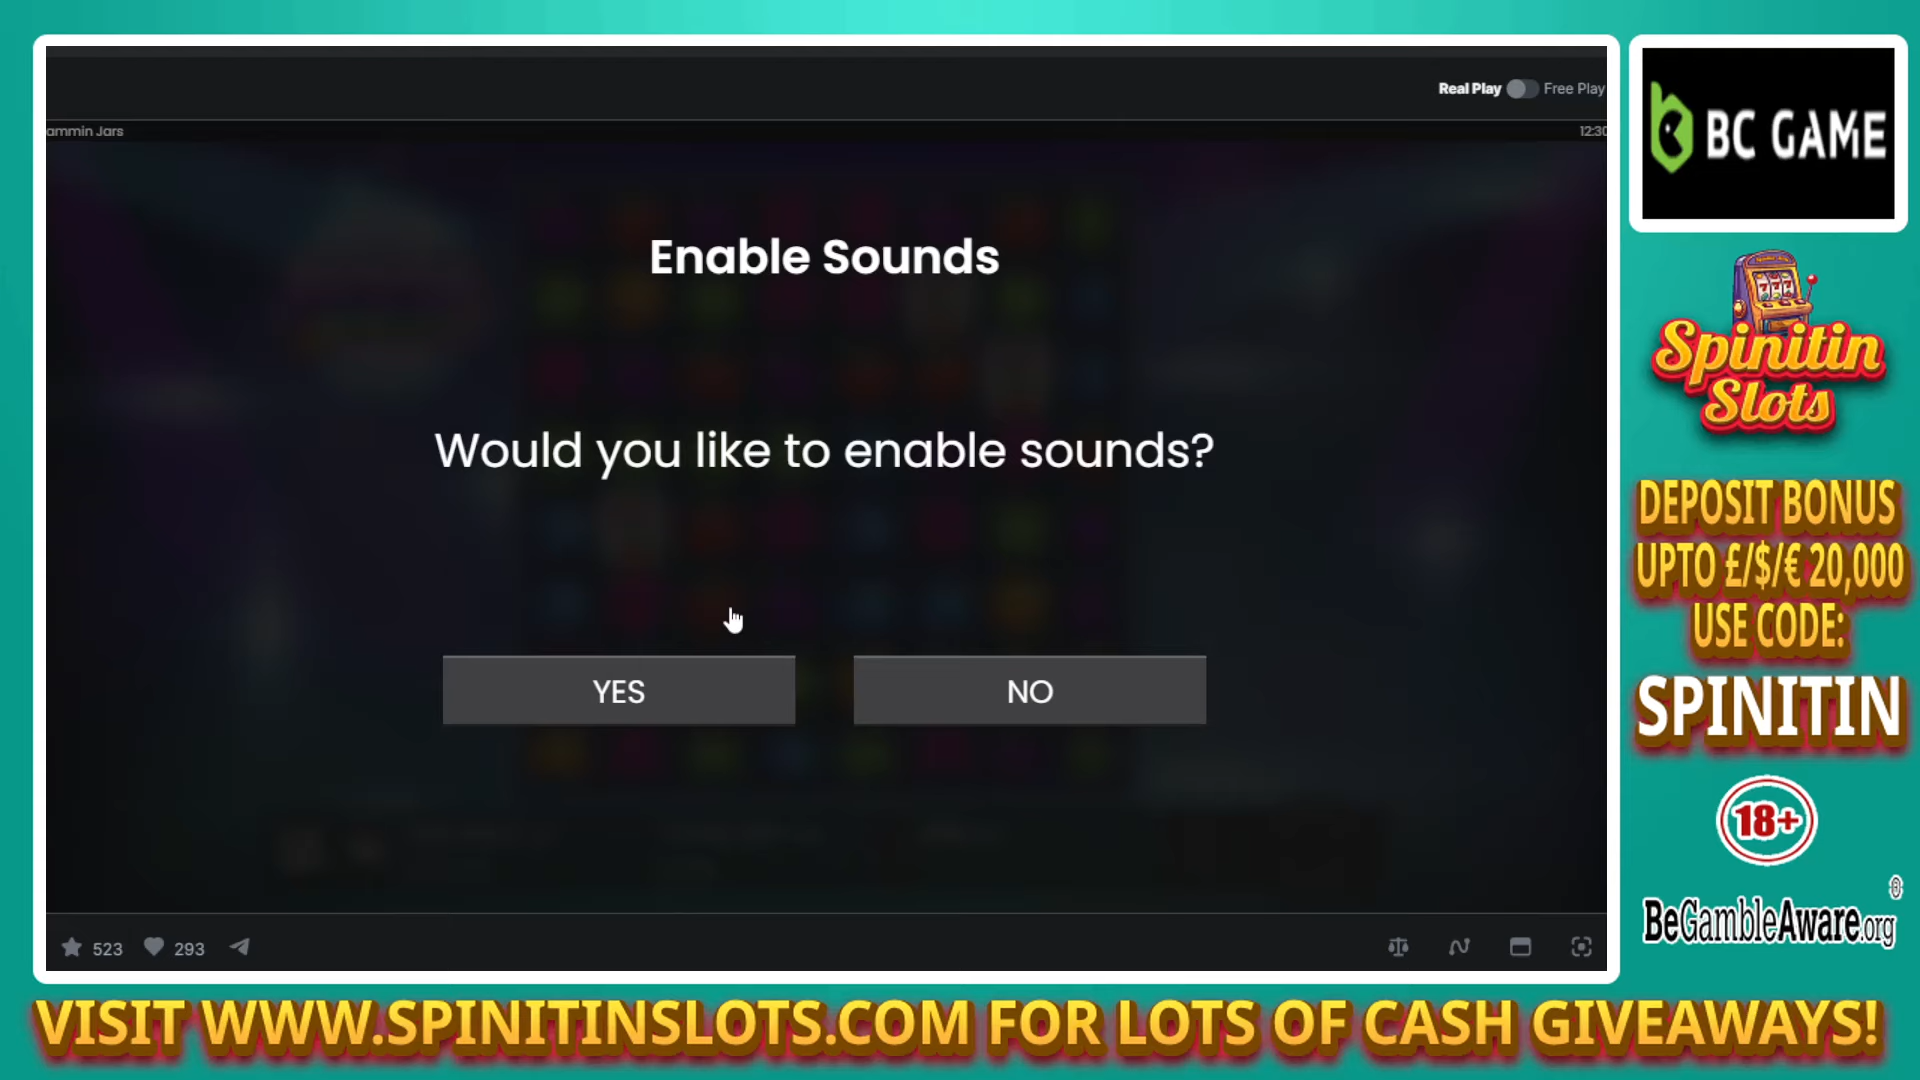 Real Play Free Play
ammin Jars
12:30
Enable Sounds
Would you like to enable sounds?
YES
NO
523
293
BC GAME
Spinitin
Slots
DEPOSIT BONUS
UPTO £/$/€ 20,000
USE CODE:
SPINITIN
18+
BeGambleAware.org
®
VISIT WWW.SPINITINSLOTS.COM FOR LOTS OF CASH GIVEAWAYS!